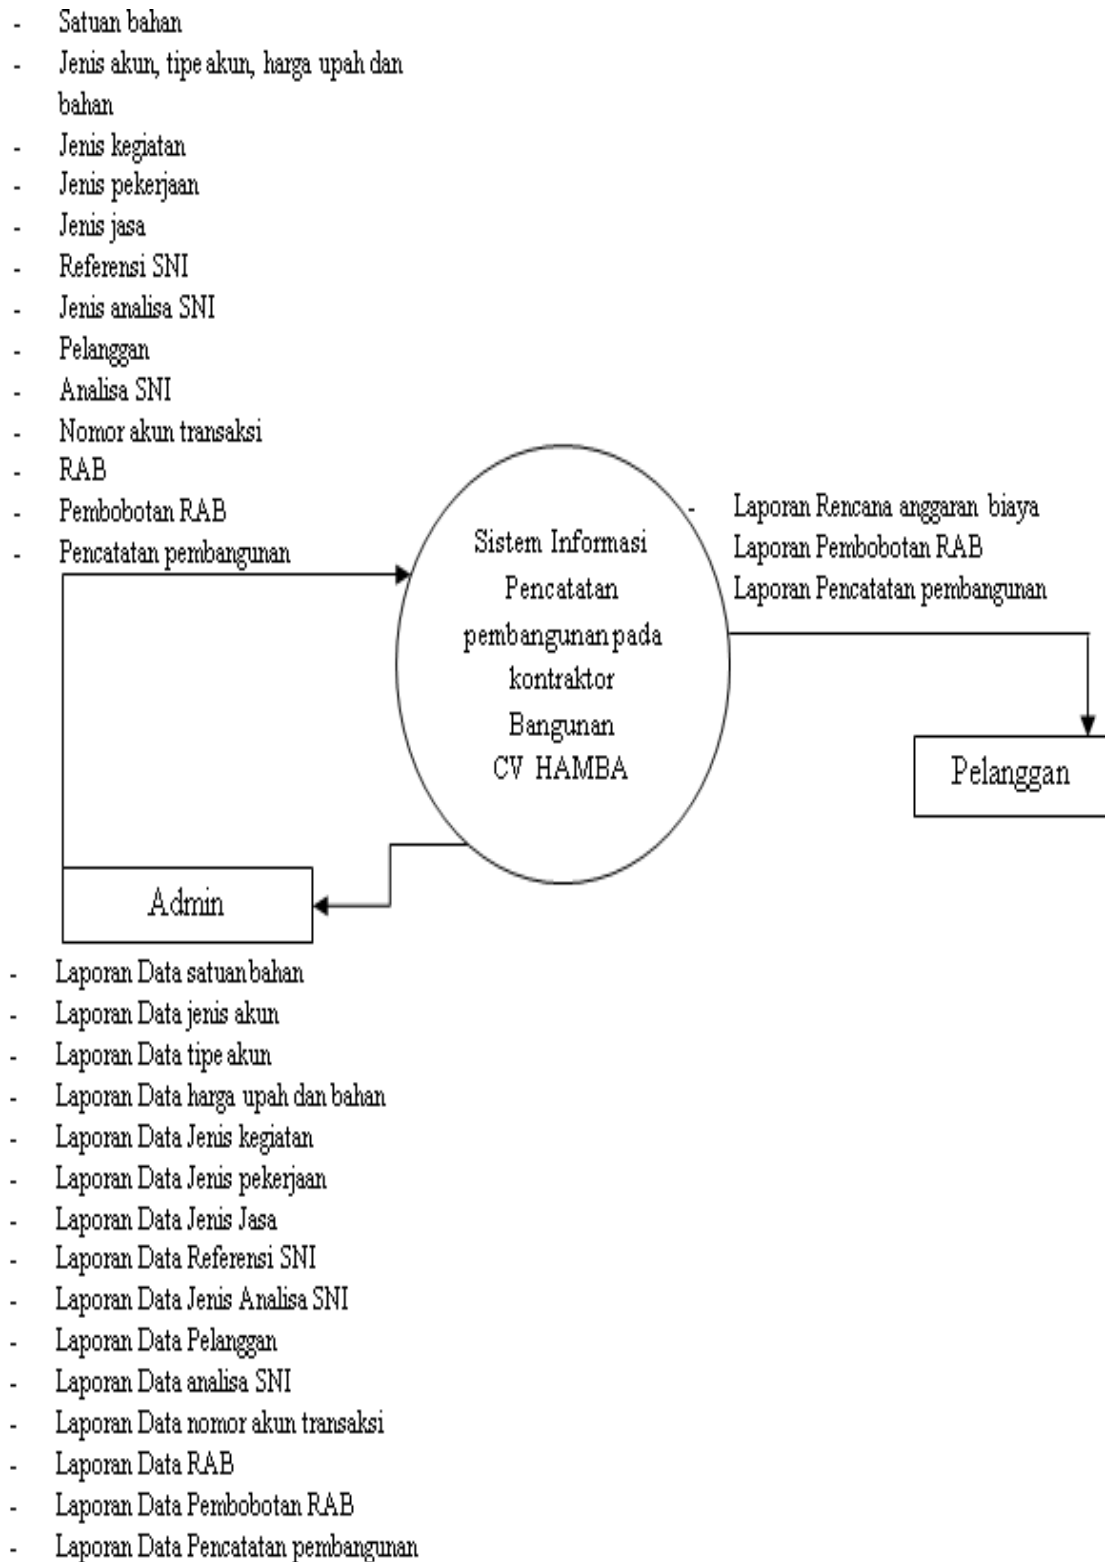 - Satuan bahan
- Jenis akun, tipe akun, harga upah dan
bahan
- Jenis kegiatan
- Jenis pekerjaan
- Jenis jasa
- Referensi SNI
- Jenis analisa SNI
- Pelanggan
- Analisa SNI
- Nomor akun transaksi
- RAB
- Pembobotan RAB
- Pencatatan pembangunan
Sistem Informasi
Pencatatan
pembangunan pada
kontraktor
Bangunan
CV HAMBA
- Laporan Rencana anggaran biaya
Laporan Pembobotan RAB
Laporan Pencatatan pembangunan
Pelanggan
Admin
- Laporan Data satuan bahan
- Laporan Data jenis akun
- Laporan Data tipe akun
- Laporan Data harga upah dan bahan
- Laporan Data Jenis kegiatan
- Laporan Data Jenis pekerjaan
- Laporan Data Jenis Jasa
- Laporan Data Referensi SNI
- Laporan Data Jenis Analisa SNI
- Laporan Data Pelanggan
- Laporan Data analisa SNI
- Laporan Data nomor akun transaksi
- Laporan Data RAB
- Laporan Data Pembobotan RAB
- Laporan Data Pencatatan pembangunan